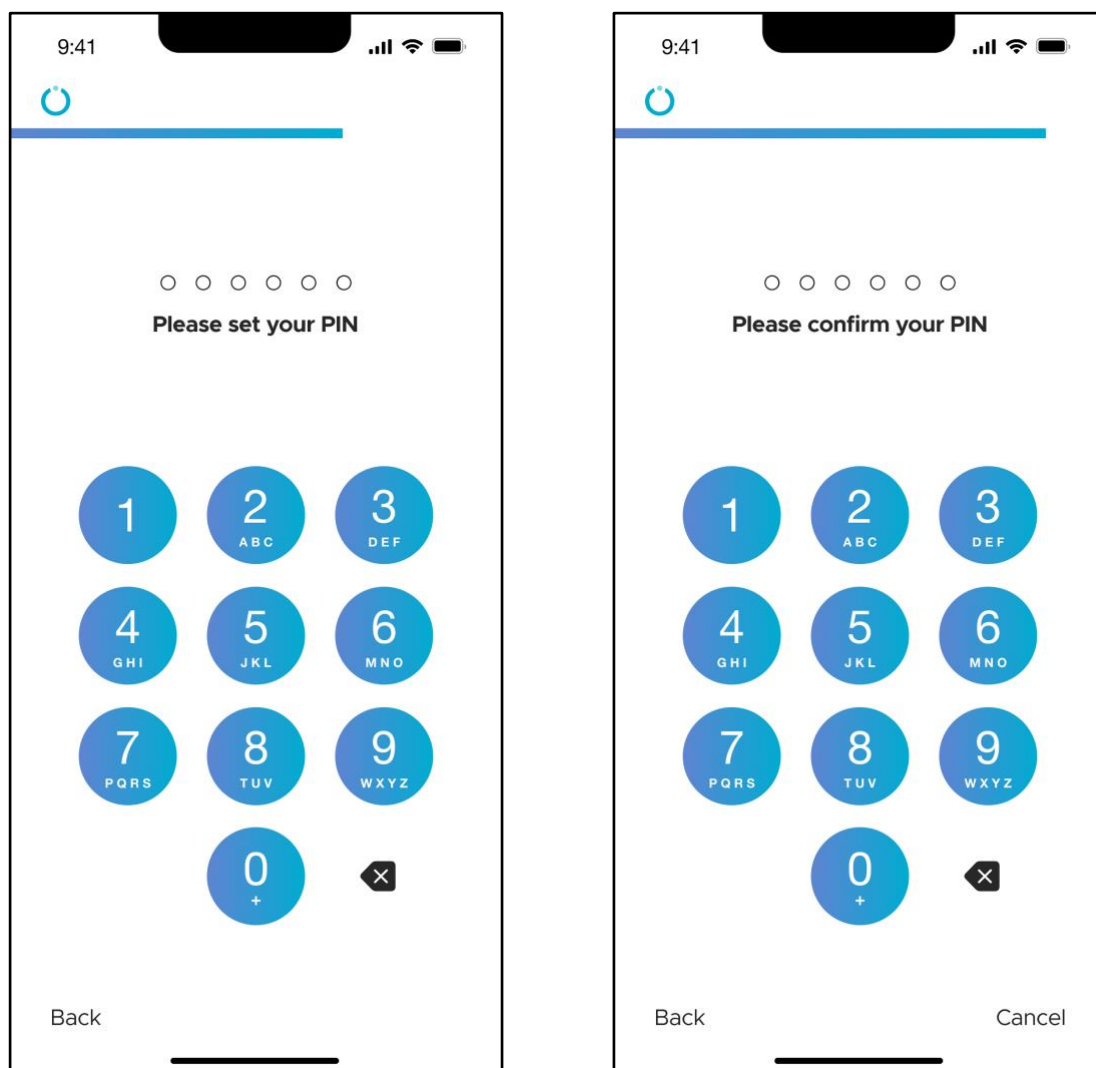 9:41
Please set your PIN
1 2 3
ABC DEF
4 5 6
GHI JKL MNO
7 8 9
PQRS TUV WXYZ
0
+
Back
9:41
Please confirm your PIN
1 2 3
ABC DEF
4 5 6
GHI JKL MNO
7 8 9
PQRS TUV WXYZ
0
+
Back Cancel